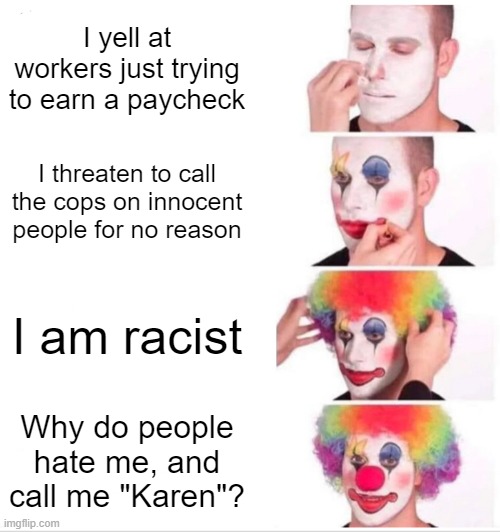 I yell at
workers just trying
to earn a paycheck
I threaten to call
the cops on innocent
people for no reason
I am racist
Why do people
hate me, and
call me "Karen"?
imgflip.com